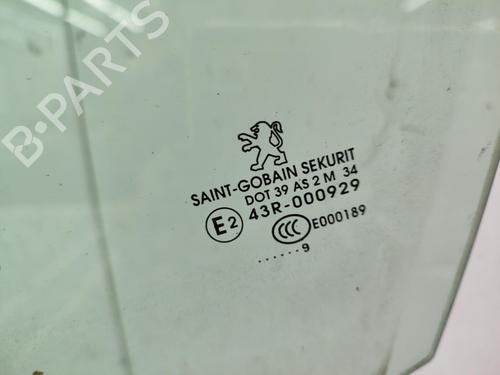 B-PARTS
SAINT-GOBAIN SEKURIT
DOT 39 AS 2 M 34
E2 43R-000929
CCC E000189
......9